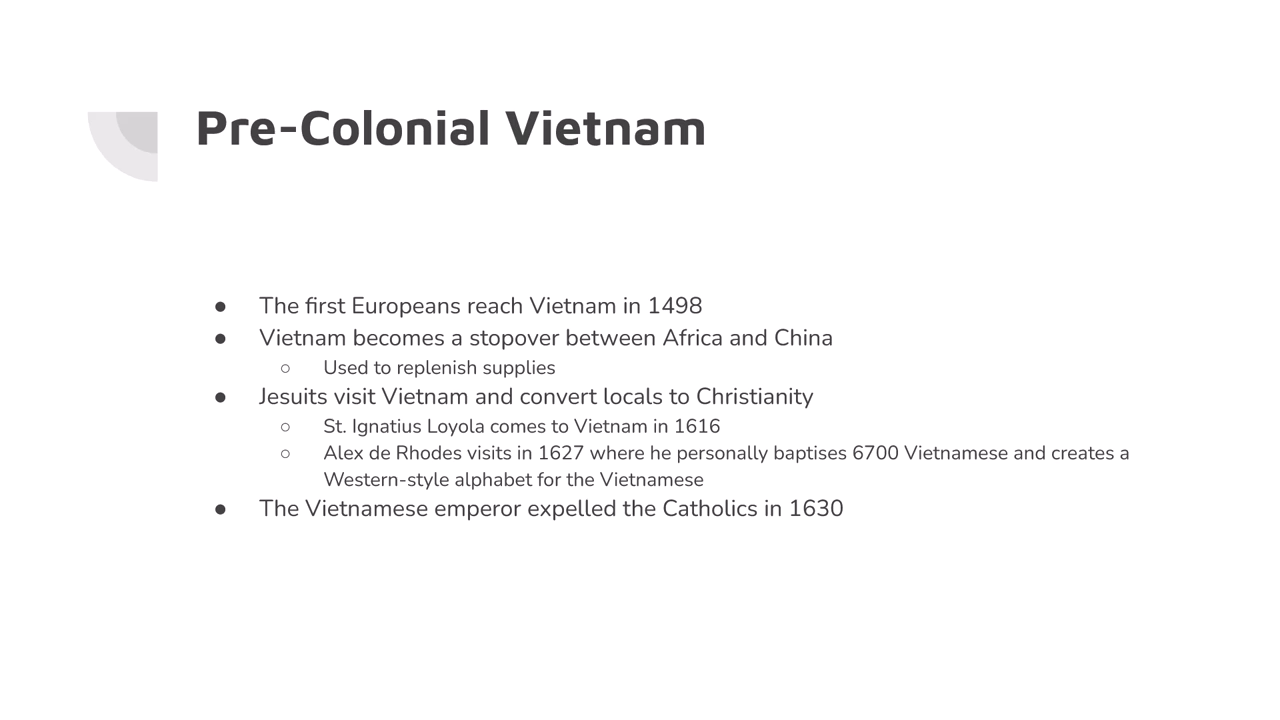 Pre-Colonial Vietnam
● The first Europeans reach Vietnam in 1498
● Vietnam becomes a stopover between Africa and China
○ Used to replenish supplies
● Jesuits visit Vietnam and convert locals to Christianity
○ St. Ignatius Loyola comes to Vietnam in 1616
○ Alex de Rhodes visits in 1627 where he personally baptises 6700 Vietnamese and creates a
Western-style alphabet for the Vietnamese
● The Vietnamese emperor expelled the Catholics in 1630